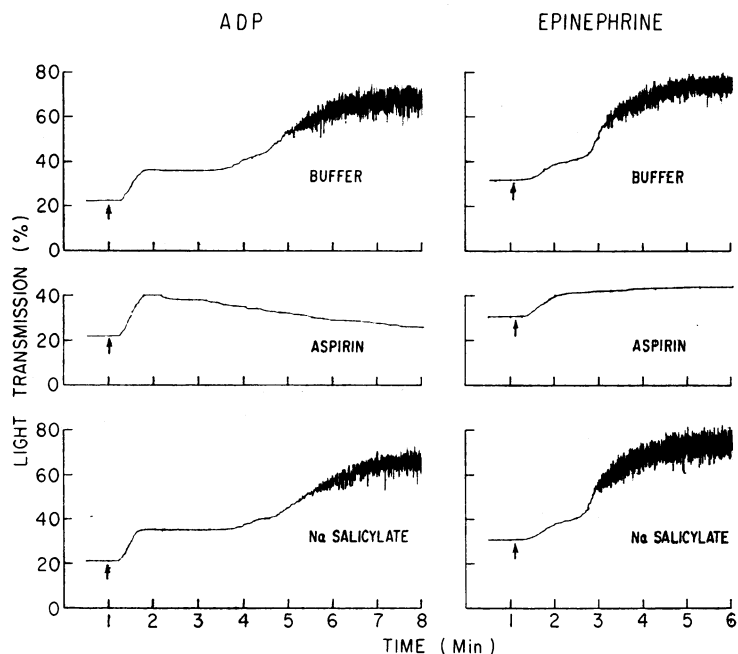 ADP
EPINEPHRINE
LIGHT TRANSMISSION (%)
80
60
40
20
0
BUFFER
BUFFER
40
20
0
ASPIRIN
ASPIRIN
80
60
40
20
0
Na SALICYLATE
Na SALICYLATE
1 2 3 4 5 6 7 8
1 2 3 4 5 6
TIME (Min)